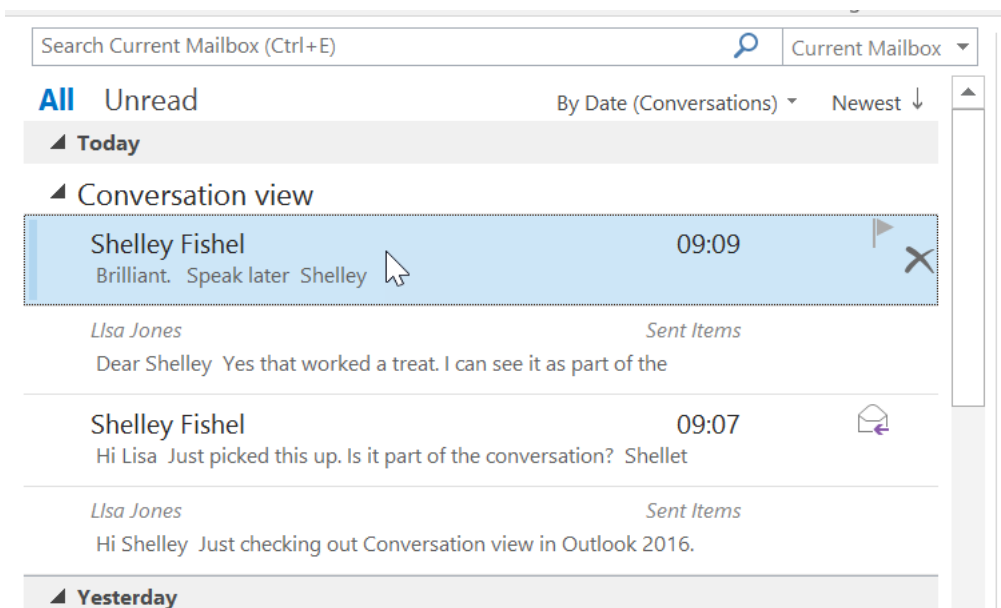 Search Current Mailbox (Ctrl+E) Current Mailbox
All Unread By Date (Conversations) Newest
Today
Conversation view
Shelley Fishel 09:09
Brilliant. Speak later Shelley
LIsa Jones Sent Items
Dear Shelley Yes that worked a treat. I can see it as part of the
Shelley Fishel 09:07
Hi Lisa Just picked this up. Is it part of the conversation? Shellet
LIsa Jones Sent Items
Hi Shelley Just checking out Conversation view in Outlook 2016.
Yesterday